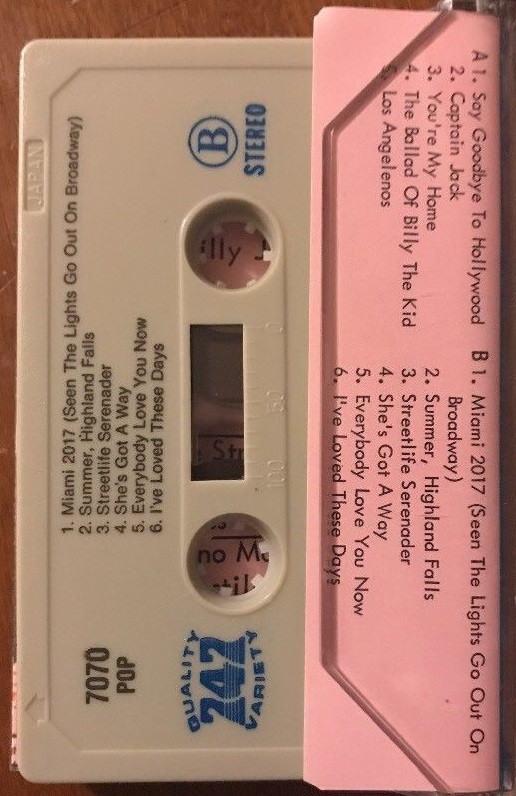 A 1. Say Goodbye To Hollywood
2. Captain Jack
3. You're My Home
4. The Ballad Of Billy The Kid
5. Los Angelenos
B 1. Miami 2017 (Seen The Lights Go Out On
Broadway)
2. Summer, Highland Falls
3. Streetlife Serenader
4. She's Got A Way
5. Everybody Love You Now
6. I've Loved These Days
JAPAN
1. Miami 2017 (Seen The Lights Go Out On Broadway)
2. Summer, Highland Falls
3. Streetlife Serenader
4. She's Got A Way
5. Everybody Love You Now
6. I've Loved These Days
B
STEREO
0 50 100
7070
POP
QUALITY
747
VARIETY